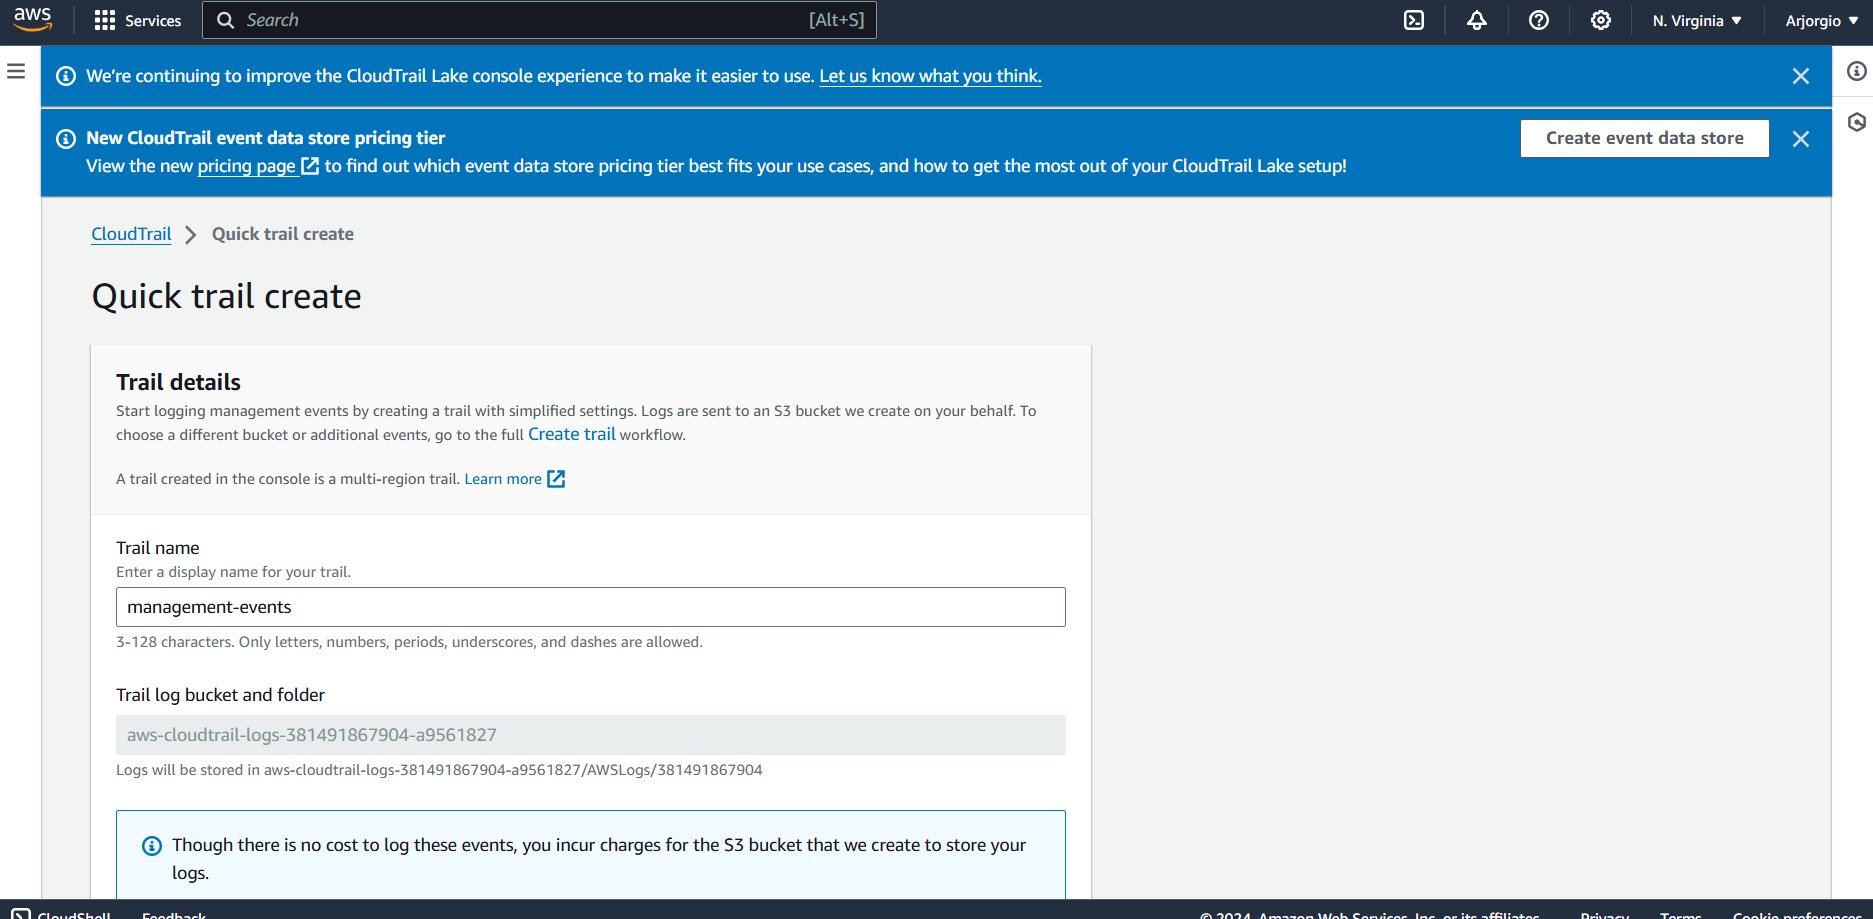 aws
Services
Search
[Alt+S]
N. Virginia
Arjorgio
We're continuing to improve the CloudTrail Lake console experience to make it easier to use. Let us know what you think.
New CloudTrail event data store pricing tier
View the new pricing page to find out which event data store pricing tier best fits your use cases, and how to get the most out of your CloudTrail Lake setup!
Create event data store
CloudTrail
Quick trail create
Quick trail create
Trail details
Start logging management events by creating a trail with simplified settings. Logs are sent to an S3 bucket we create on your behalf. To
choose a different bucket or additional events, go to the full Create trail workflow.
A trail created in the console is a multi-region trail. Learn more
Trail name
Enter a display name for your trail.
management-events
3-128 characters. Only letters, numbers, periods, underscores, and dashes are allowed.
Trail log bucket and folder
aws-cloudtrail-logs-381491867904-a9561827
Logs will be stored in aws-cloudtrail-logs-381491867904-a9561827/AWSLogs/381491867904
Though there is no cost to log these events, you incur charges for the S3 bucket that we create to store your
logs.
CloudShell
Feedback
© 2024, Amazon Web Services, Inc. or its affiliates.
Privacy
Terms
Cookie preferences